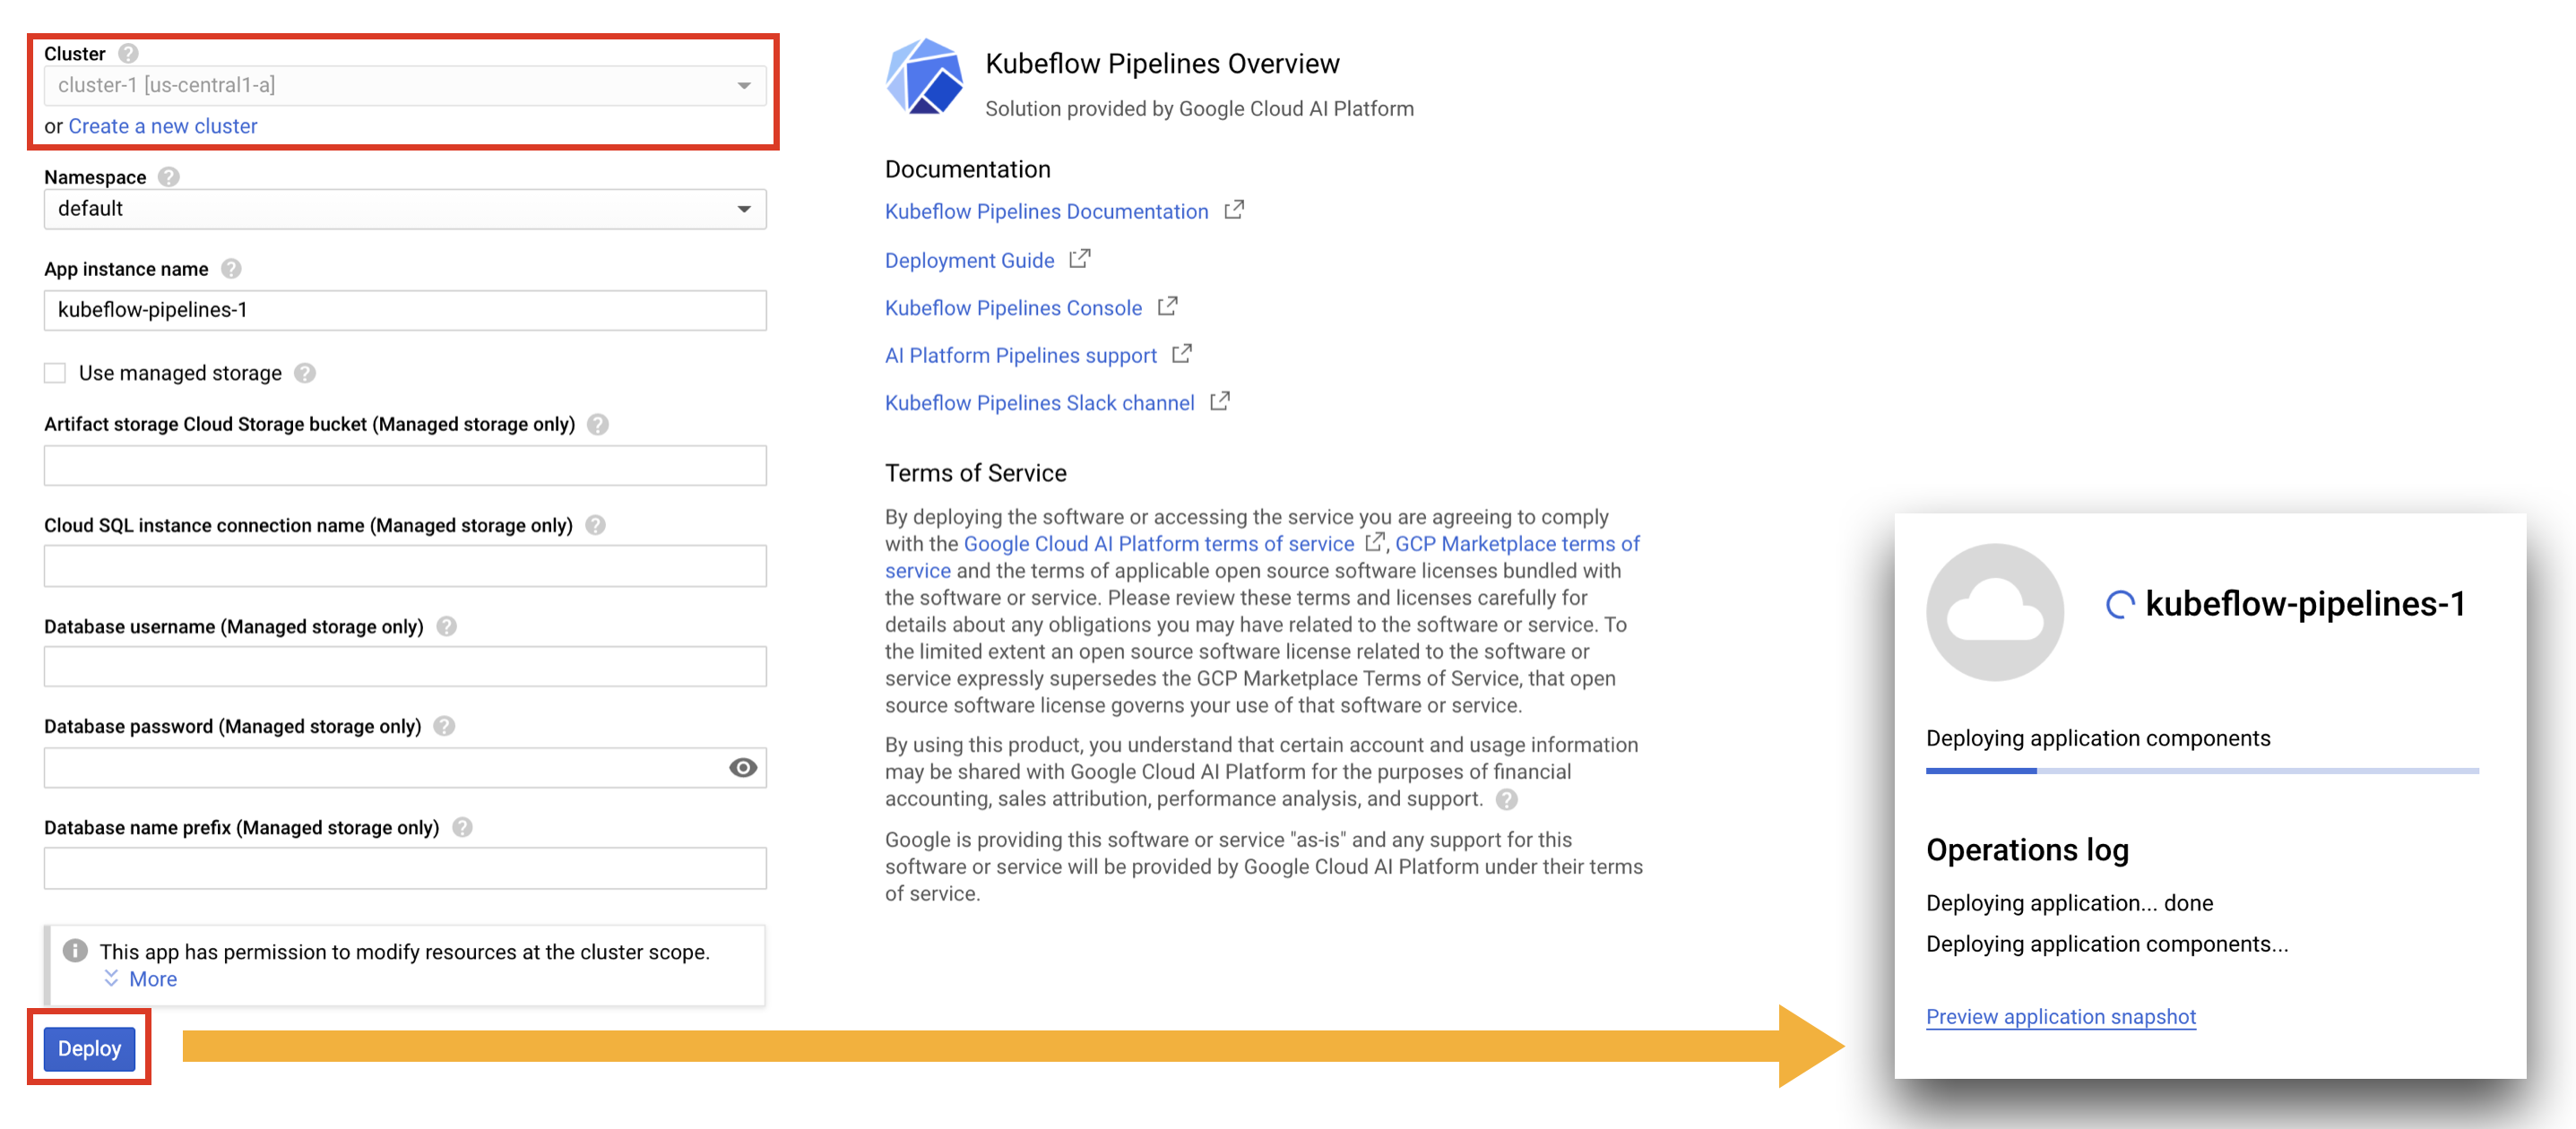 Cluster
cluster-1 [us-central1-a]
or Create a new cluster
Namespace
default
App instance name
kubeflow-pipelines-1
Use managed storage
Artifact storage Cloud Storage bucket (Managed storage only)
Cloud SQL instance connection name (Managed storage only)
Database username (Managed storage only)
Database password (Managed storage only)
Database name prefix (Managed storage only)
This app has permission to modify resources at the cluster scope.
More
Deploy
Kubeflow Pipelines Overview
Solution provided by Google Cloud AI Platform
Documentation
Kubeflow Pipelines Documentation
Deployment Guide
Kubeflow Pipelines Console
AI Platform Pipelines support
Kubeflow Pipelines Slack channel
Terms of Service
By deploying the software or accessing the service you are agreeing to comply
with the Google Cloud AI Platform terms of service , GCP Marketplace terms of
service and the terms of applicable open source software licenses bundled with
the software or service. Please review these terms and licenses carefully for
details about any obligations you may have related to the software or service. To
the limited extent an open source software license related to the software or
service expressly supersedes the GCP Marketplace Terms of Service, that open
source software license governs your use of that software or service.
By using this product, you understand that certain account and usage information
may be shared with Google Cloud AI Platform for the purposes of financial
accounting, sales attribution, performance analysis, and support.
Google is providing this software or service "as-is" and any support for this
software or service will be provided by Google Cloud AI Platform under their terms
of service.
kubeflow-pipelines-1
Deploying application components
Operations log
Deploying application... done
Deploying application components...
Preview application snapshot